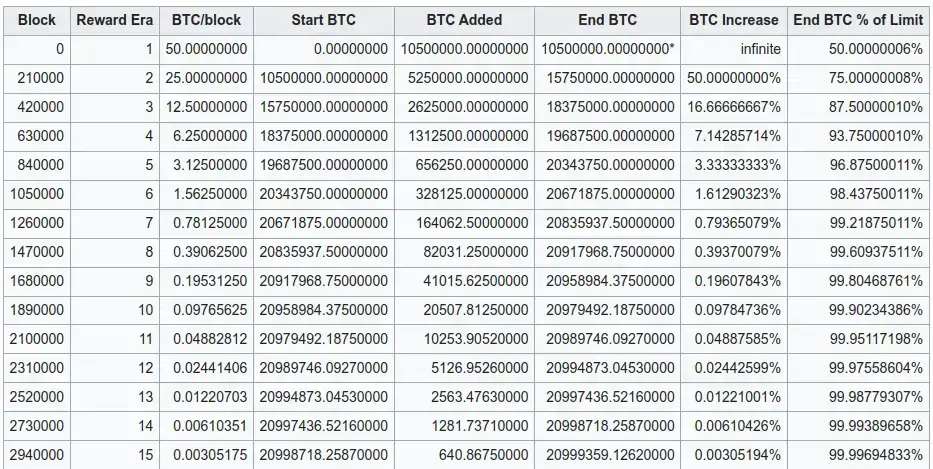 Block Reward Era BTC/block Start BTC BTC Added End BTC BTC Increase End BTC % of Limit
0 1 50.00000000 0.00000000 10500000.00000000 10500000.00000000* infinite 50.00000006%
210000 2 25.00000000 10500000.00000000 5250000.00000000 15750000.00000000 50.00000000% 75.00000008%
420000 3 12.50000000 15750000.00000000 2625000.00000000 18375000.00000000 16.66666667% 87.50000010%
630000 4 6.25000000 18375000.00000000 1312500.00000000 19687500.00000000 7.14285714% 93.75000010%
840000 5 3.12500000 19687500.00000000 656250.00000000 20343750.00000000 3.33333333% 96.87500011%
1050000 6 1.56250000 20343750.00000000 328125.00000000 20671875.00000000 1.61290323% 98.43750011%
1260000 7 0.78125000 20671875.00000000 164062.50000000 20835937.50000000 0.79365079% 99.21875011%
1470000 8 0.39062500 20835937.50000000 82031.25000000 20917968.75000000 0.39370079% 99.60937511%
1680000 9 0.19531250 20917968.75000000 41015.62500000 20958984.37500000 0.19607843% 99.80468761%
1890000 10 0.09765625 20958984.37500000 20507.81250000 20979492.18750000 0.09784736% 99.90234386%
2100000 11 0.04882812 20979492.18750000 10253.90520000 20989746.09270000 0.04887585% 99.95117198%
2310000 12 0.02441406 20989746.09270000 5126.95260000 20994873.04530000 0.02442599% 99.97558604%
2520000 13 0.01220703 20994873.04530000 2563.47630000 20997436.52160000 0.01221001% 99.98779307%
2730000 14 0.00610351 20997436.52160000 1281.73710000 20998718.25870000 0.00610426% 99.99389658%
2940000 15 0.00305175 20998718.25870000 640.86750000 20999359.12620000 0.00305194% 99.99694833%